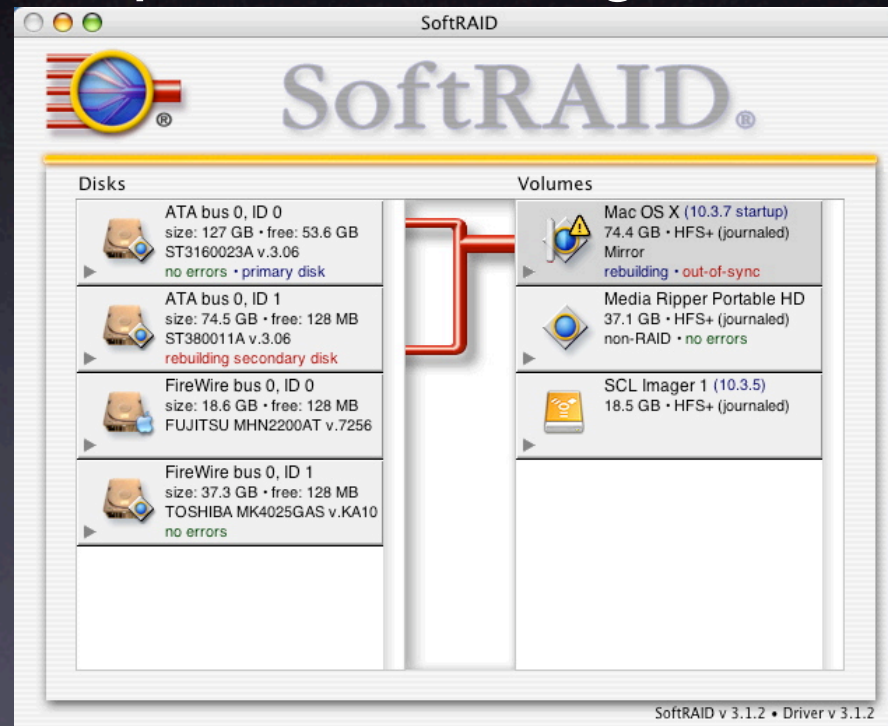 SoftRAID
SoftRAID®
®
Disks
ATA bus 0, ID 0
size: 127 GB • free: 53.6 GB
ST3160023A v.3.06
no errors • primary disk
ATA bus 0, ID 1
size: 74.5 GB • free: 128 MB
ST380011A v.3.06
rebuilding secondary disk
FireWire bus 0, ID 0
size: 18.6 GB • free: 128 MB
FUJITSU MHN2200AT v.7256
FireWire bus 0, ID 1
size: 37.3 GB • free: 128 MB
TOSHIBA MK4025GAS v.KA10
no errors
Volumes
Mac OS X (10.3.7 startup)
74.4 GB • HFS+ (journaled)
Mirror
rebuilding • out-of-sync
Media Ripper Portable HD
37.1 GB • HFS+ (journaled)
non-RAID • no errors
SCL Imager 1 (10.3.5)
18.5 GB • HFS+ (journaled)
SoftRAID v 3.1.2 • Driver v 3.1.2